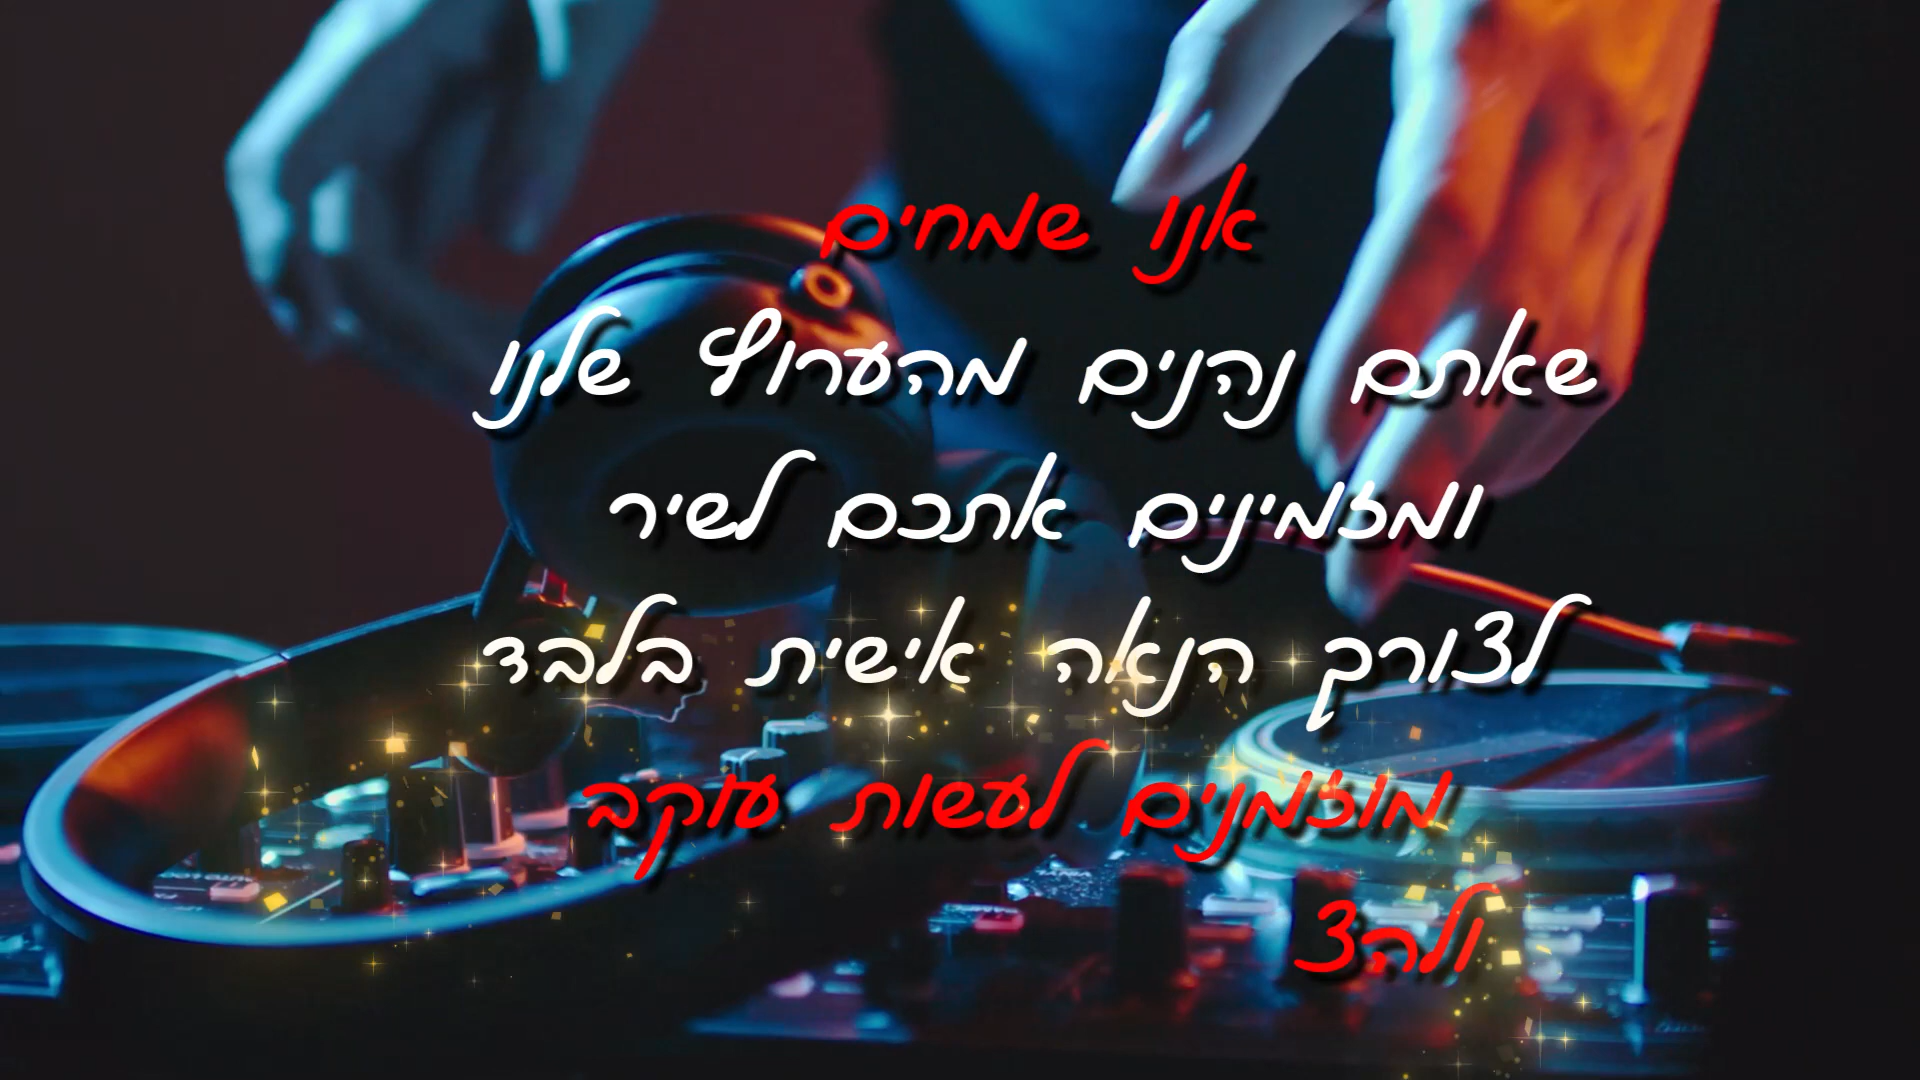 אנו שמחים
שאתם נהנים מהערוץ שלנו
ומזמינים אתכם לשיר
לצורך הנאה אישית בלבד
מוזמנים לעשות עוקב
ולהצ